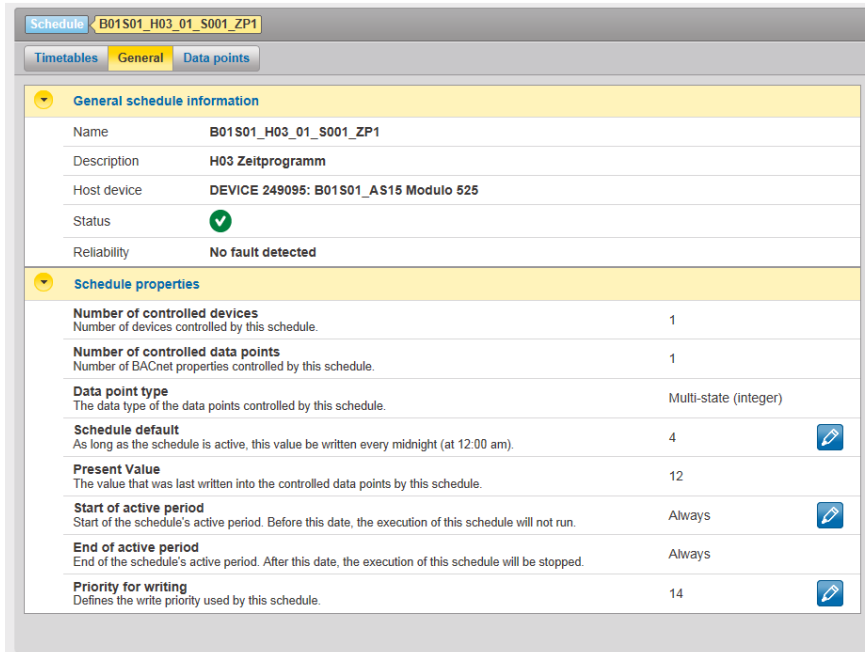 Schedule B01S01_H03_01_S001_ZP1
Timetables General Data points
General schedule information
Name B01S01_H03_01_S001_ZP1
Description H03 Zeitprogramm
Host device DEVICE 249095: B01S01_AS15 Modulo 525
Status
Reliability No fault detected
Schedule properties
Number of controlled devices
Number of devices controlled by this schedule.
1
Number of controlled data points
Number of BACnet properties controlled by this schedule.
1
Data point type
The data type of the data points controlled by this schedule.
Multi-state (integer)
Schedule default
As long as the schedule is active, this value be written every midnight (at 12:00 am).
4
Present Value
The value that was last written into the controlled data points by this schedule.
12
Start of active period
Start of the schedule's active period. Before this date, the execution of this schedule will not run.
Always
End of active period
End of the schedule's active period. After this date, the execution of this schedule will be stopped.
Always
Priority for writing
Defines the write priority used by this schedule.
14